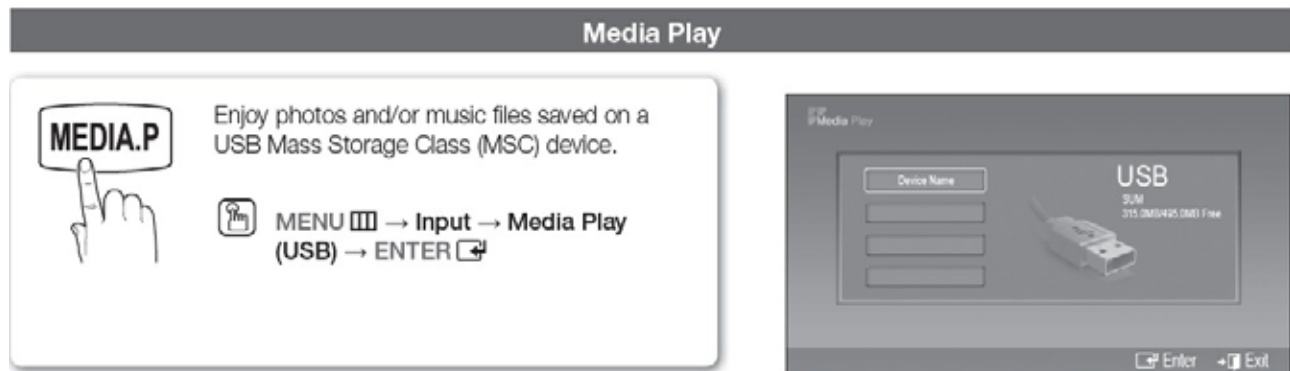 Media Play
MEDIA.P
Enjoy photos and/or music files saved on a
USB Mass Storage Class (MSC) device.
MENU → Input → Media Play
(USB) → ENTER
Media Play
Device Name
USB
SUM
315.0MB/495.0MB Free
Enter Exit